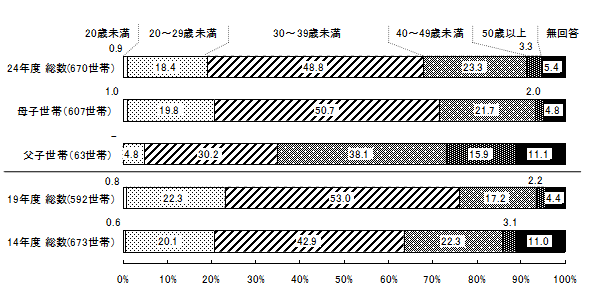 20歳未満 20～29歳未満 30～39歳未満 40～49歳未満 50歳以上 無回答
0.9 3.3
24年度 総数(670世帯) 18.4 48.8 23.3 5.4
1.0 2.0
母子世帯(607世帯) 19.8 50.7 21.7 4.8
–
父子世帯(63世帯) 4.8 30.2 38.1 15.9 11.1
0.8 2.2
19年度 総数(592世帯) 22.3 53.0 17.2 4.4
0.6 3.1
14年度 総数(673世帯) 20.1 42.9 22.3 11.0
0% 10% 20% 30% 40% 50% 60% 70% 80% 90% 100%